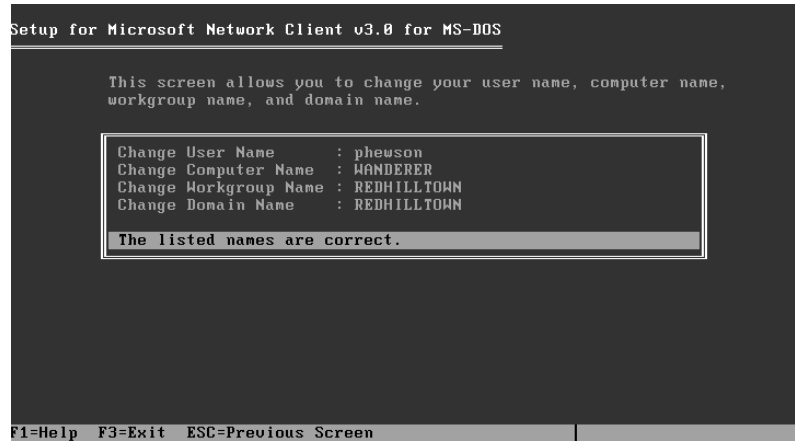 Setup for Microsoft Network Client v3.0 for MS-DOS
This screen allows you to change your user name, computer name,
workgroup name, and domain name.
Change User Name : phewson
Change Computer Name : WANDERER
Change Workgroup Name : REDHILLTOWN
Change Domain Name : REDHILLTOWN
The listed names are correct.
F1=Help F3=Exit ESC=Previous Screen